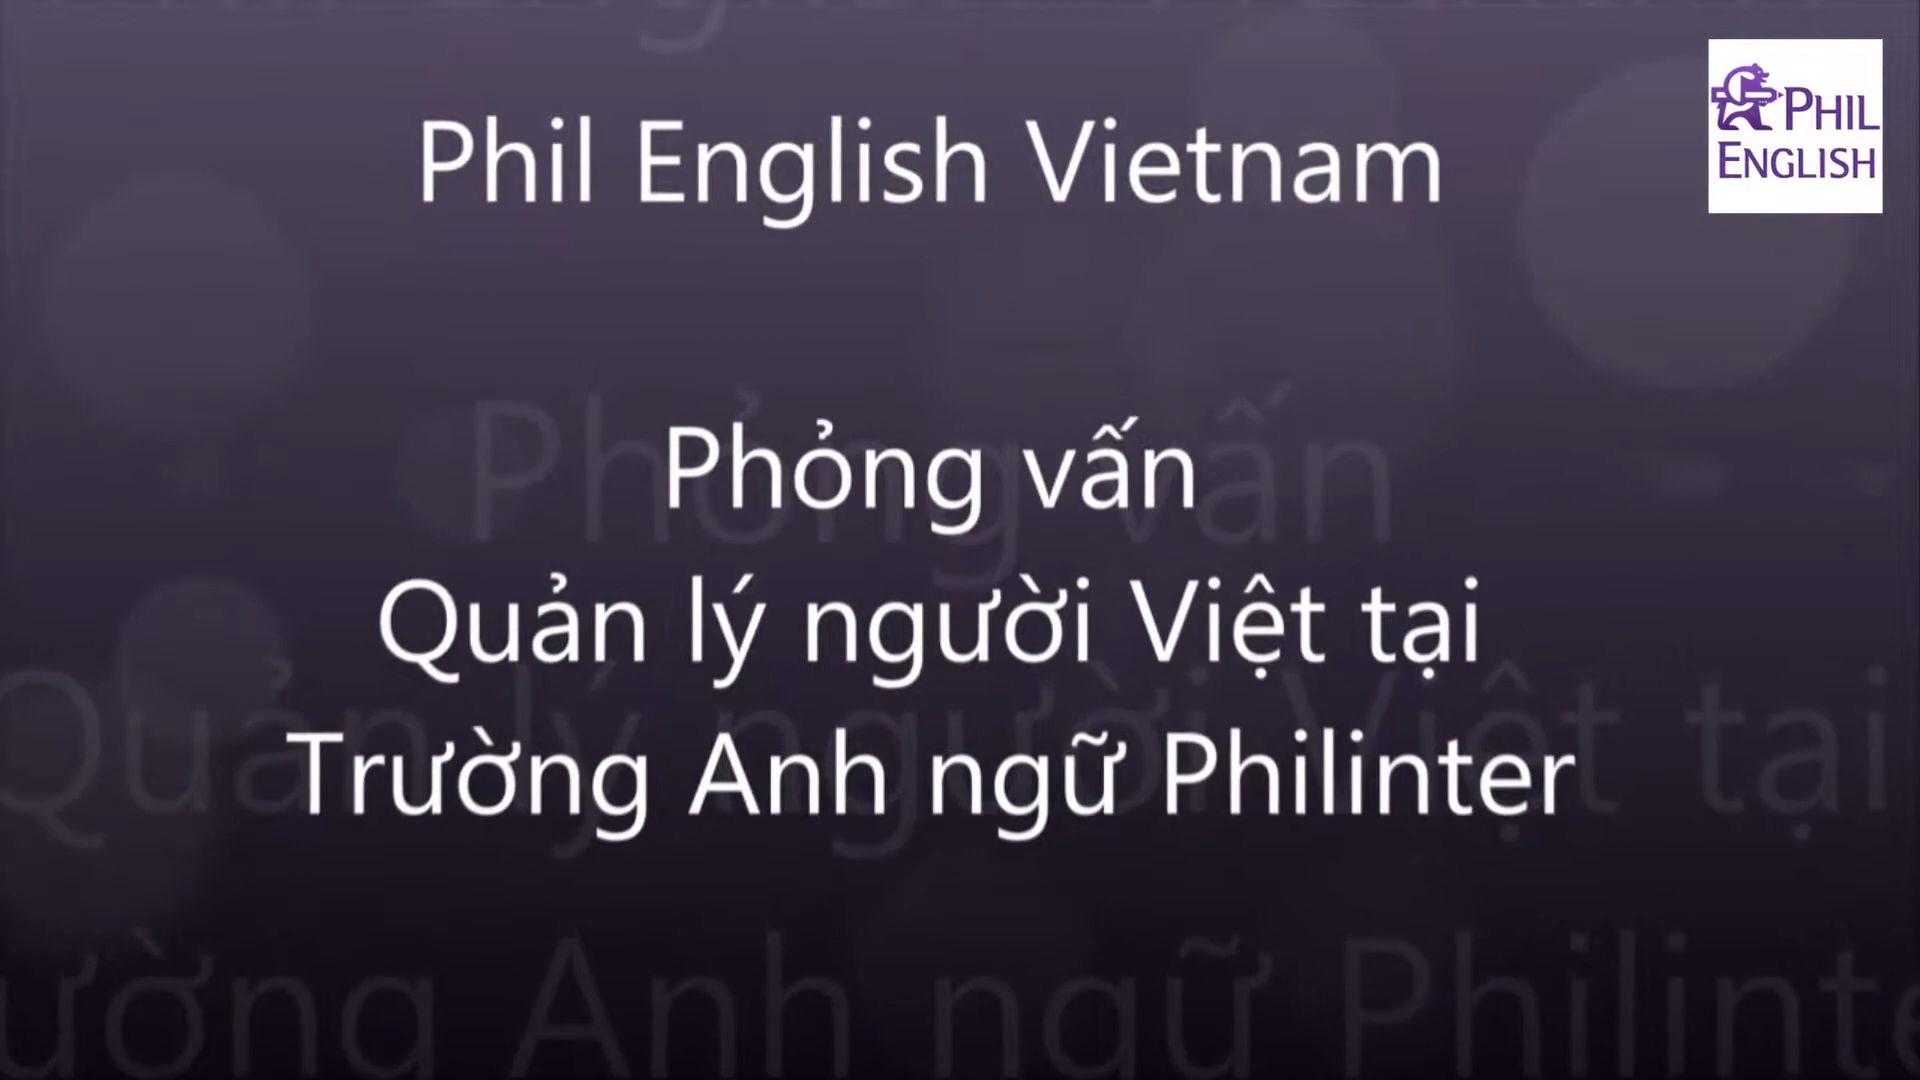 Phil English Vietnam
PHIL
ENGLISH
Phỏng vấn
Quản lý người Việt tại
Trường Anh ngữ Philinter